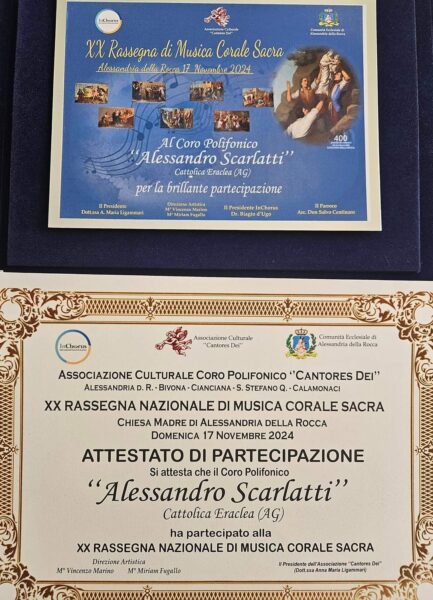 InChorus
Associazione Culturale
"Cantores Dei"
Comunità Ecclesiale di
Alessandria della Rocca
XX Rassegna di Musica Corale Sacra
Alessandria della Rocca 17 Novembre 2024
400
Al Coro Polifonico
"Alessandro Scarlatti"
Cattolica Eraclea (AG)
per la brillante partecipazione
Il Presidente
Dott.ssa A. Maria Ligammari
Direzione Artistica
M° Vincenzo Marino
M° Miriam Fugallo
Il Presidente InChorus
Dr. Biagio d'Ugo
Il Parroco
Arc. Don Salvo Centinaro
InChorus
Associazione Culturale
"Cantores Dei"
Comunità Ecclesiale di
Alessandria della Rocca
Associazione Culturale Coro Polifonico ''Cantores Dei''
Alessandria d. R. - Bivona - Cianciana - S. Stefano Q. - Calamonaci
XX RASSEGNA NAZIONALE DI MUSICA CORALE SACRA
Chiesa Madre di Alessandria della Rocca
Domenica 17 Novembre 2024
ATTESTATO DI PARTECIPAZIONE
Si attesta che il Coro Polifonico
''Alessandro Scarlatti''
Cattolica Eraclea (AG)
ha partecipato alla
XX RASSEGNA NAZIONALE DI MUSICA CORALE SACRA
Direzione Artistica
M° Vincenzo Marino M° Miriam Fugallo
Il Presidente dell'Associazione "Cantores Dei"
(Dott.ssa Anna Maria Ligammari)